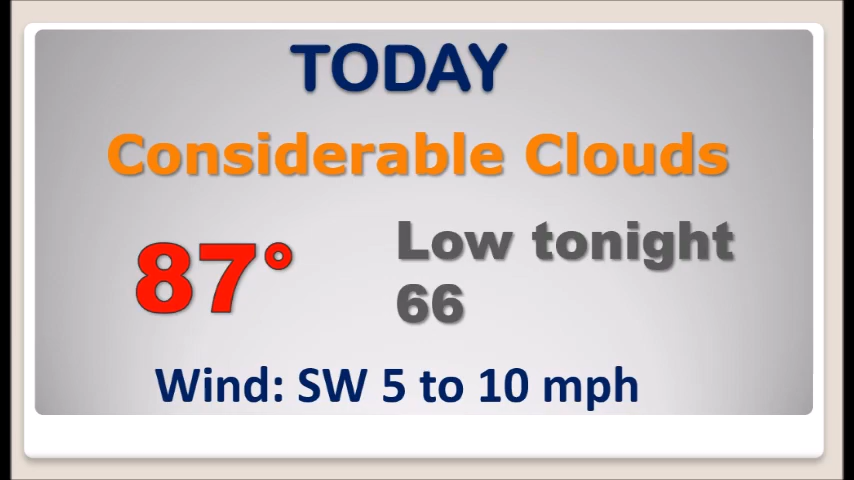 TODAY
Considerable Clouds
87°
Low tonight
66
Wind: SW 5 to 10 mph